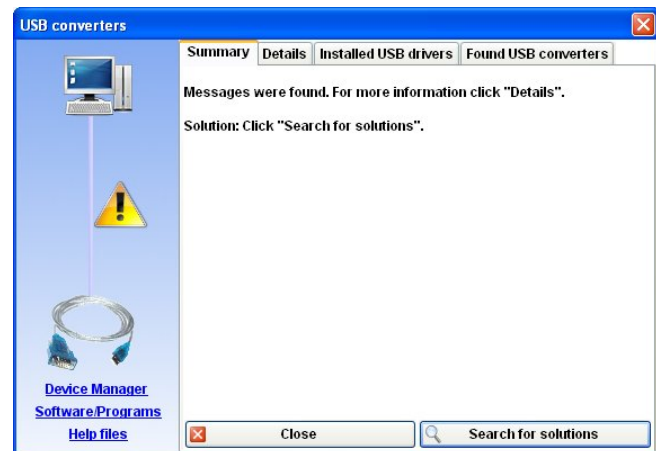 USB converters
Summary Details Installed USB drivers Found USB converters
Messages were found. For more information click "Details".
Solution: Click "Search for solutions".
Device Manager
Software/Programs
Help files
Close Search for solutions